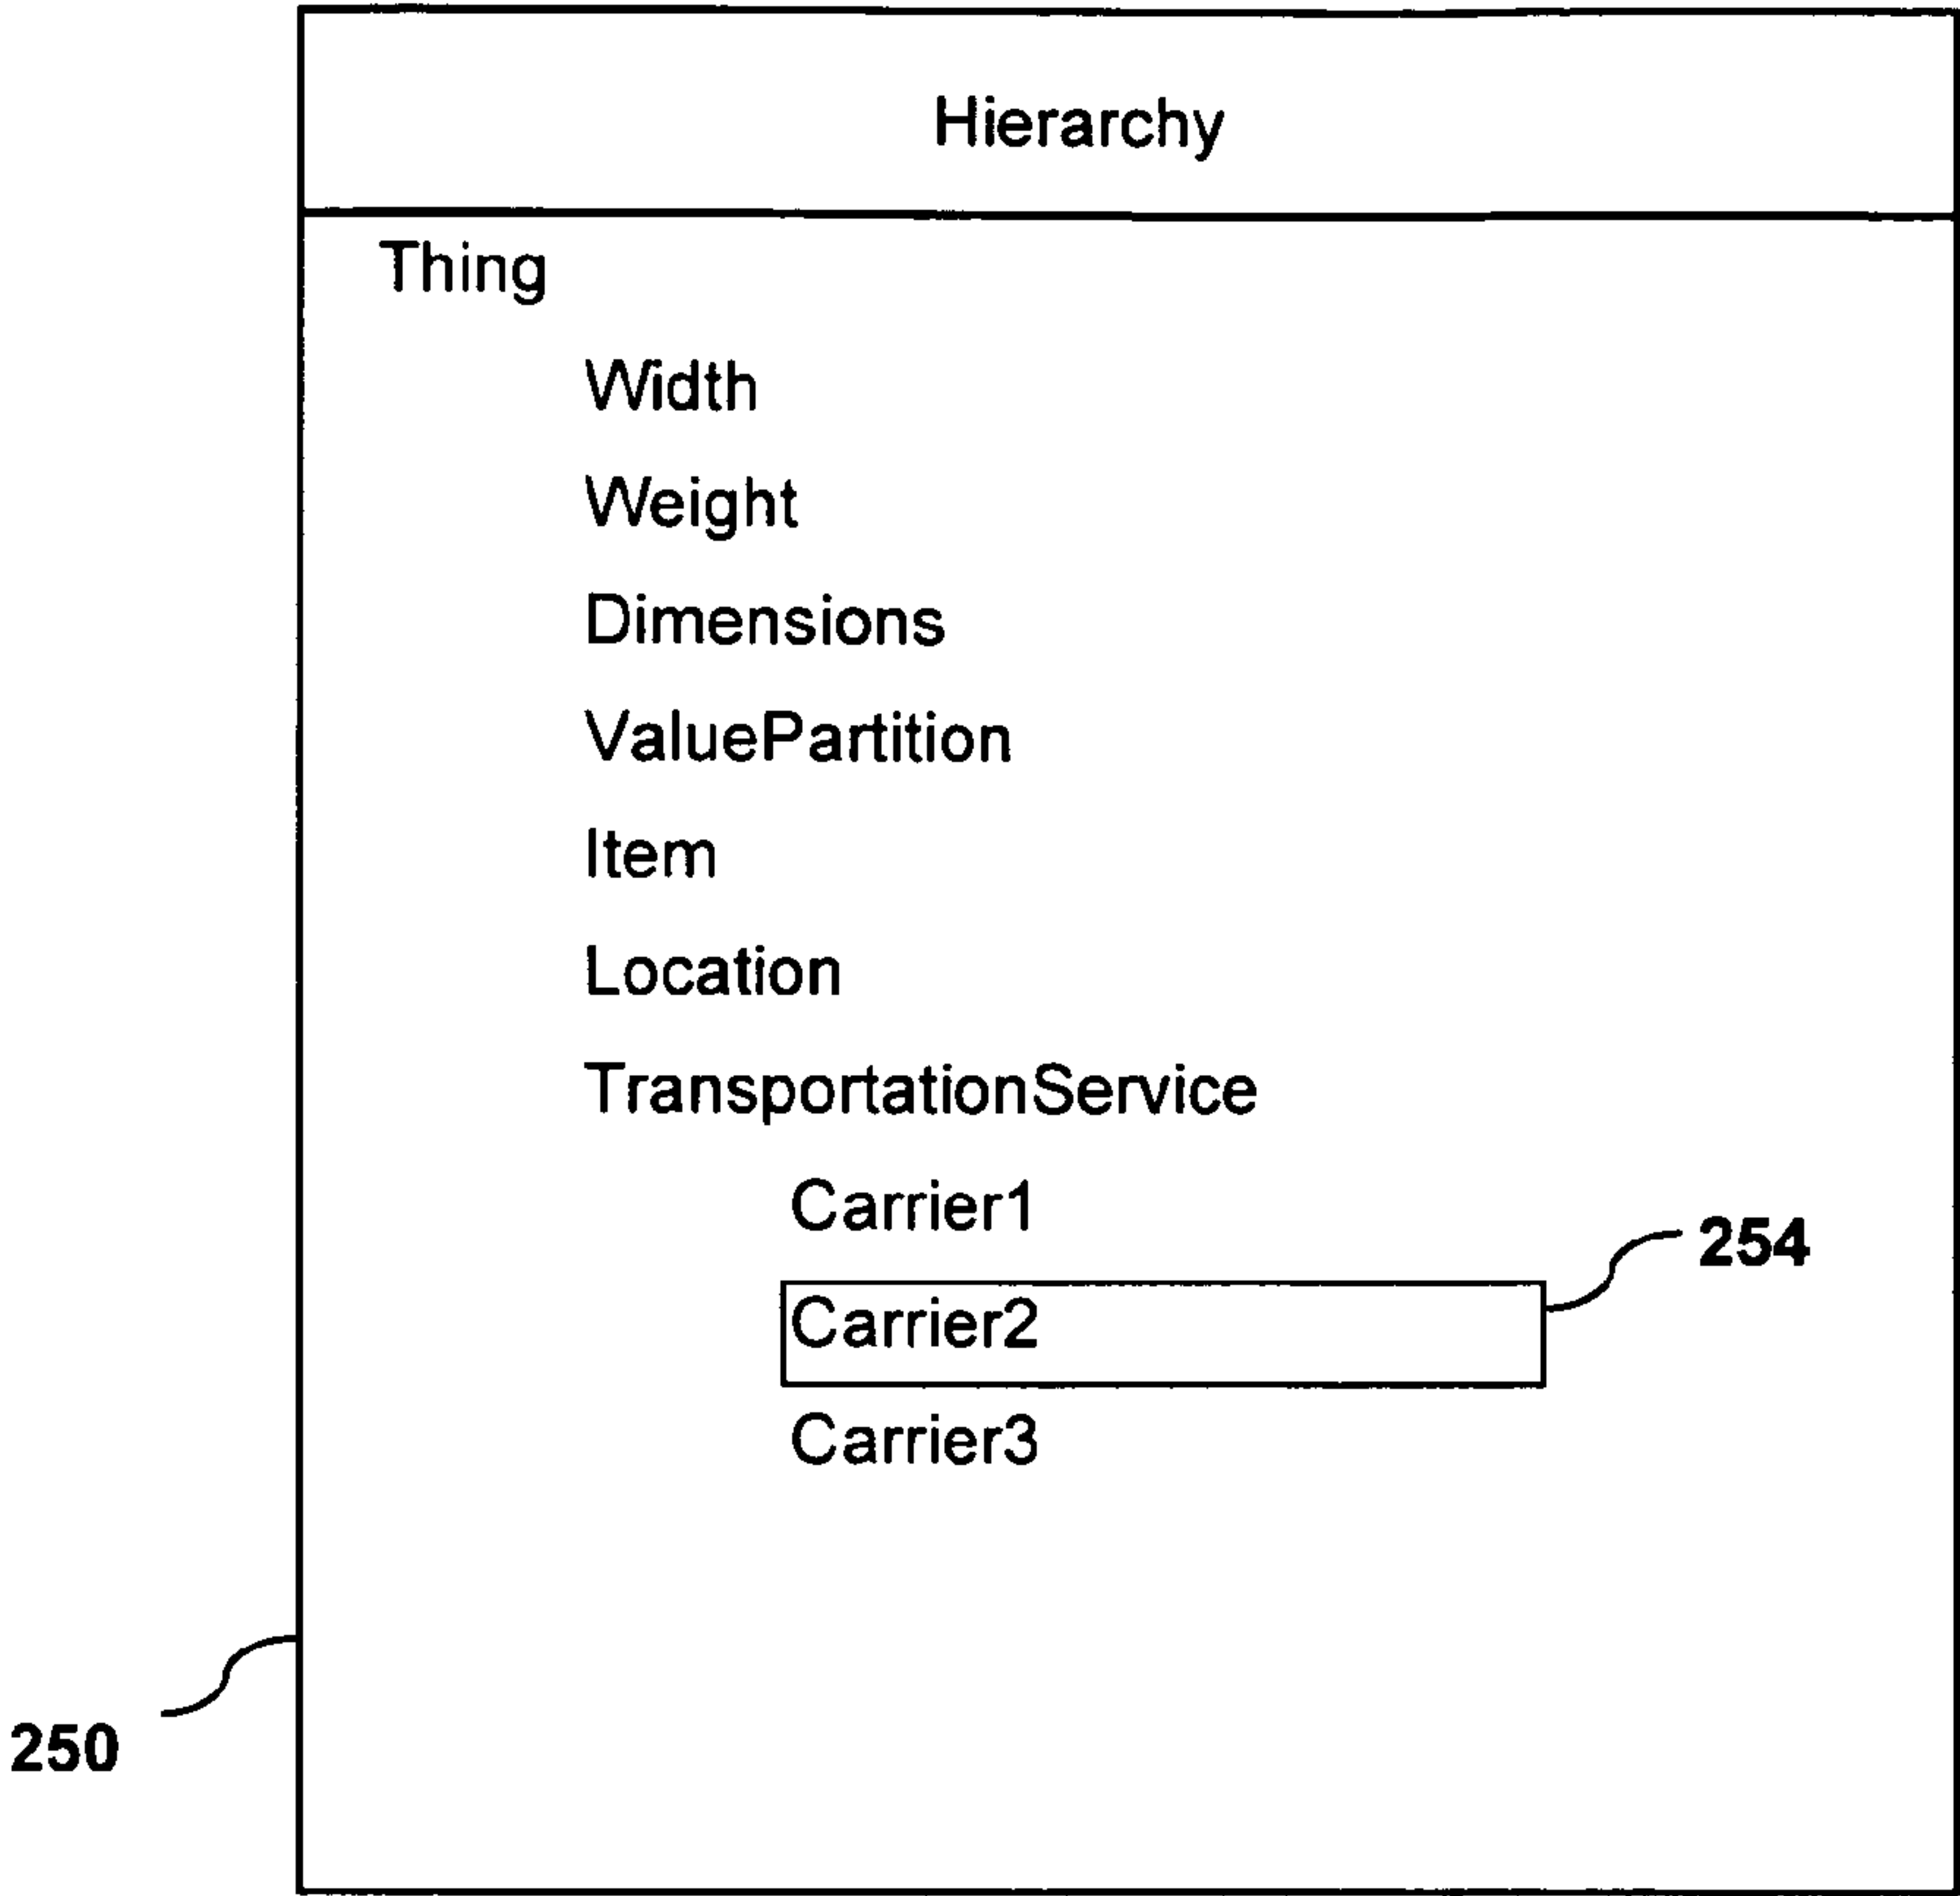 Hierarchy
Thing
Width
Weight
Dimensions
ValuePartition
Item
Location
TransportationService
Carrier1
254
Carrier2
Carrier3
250